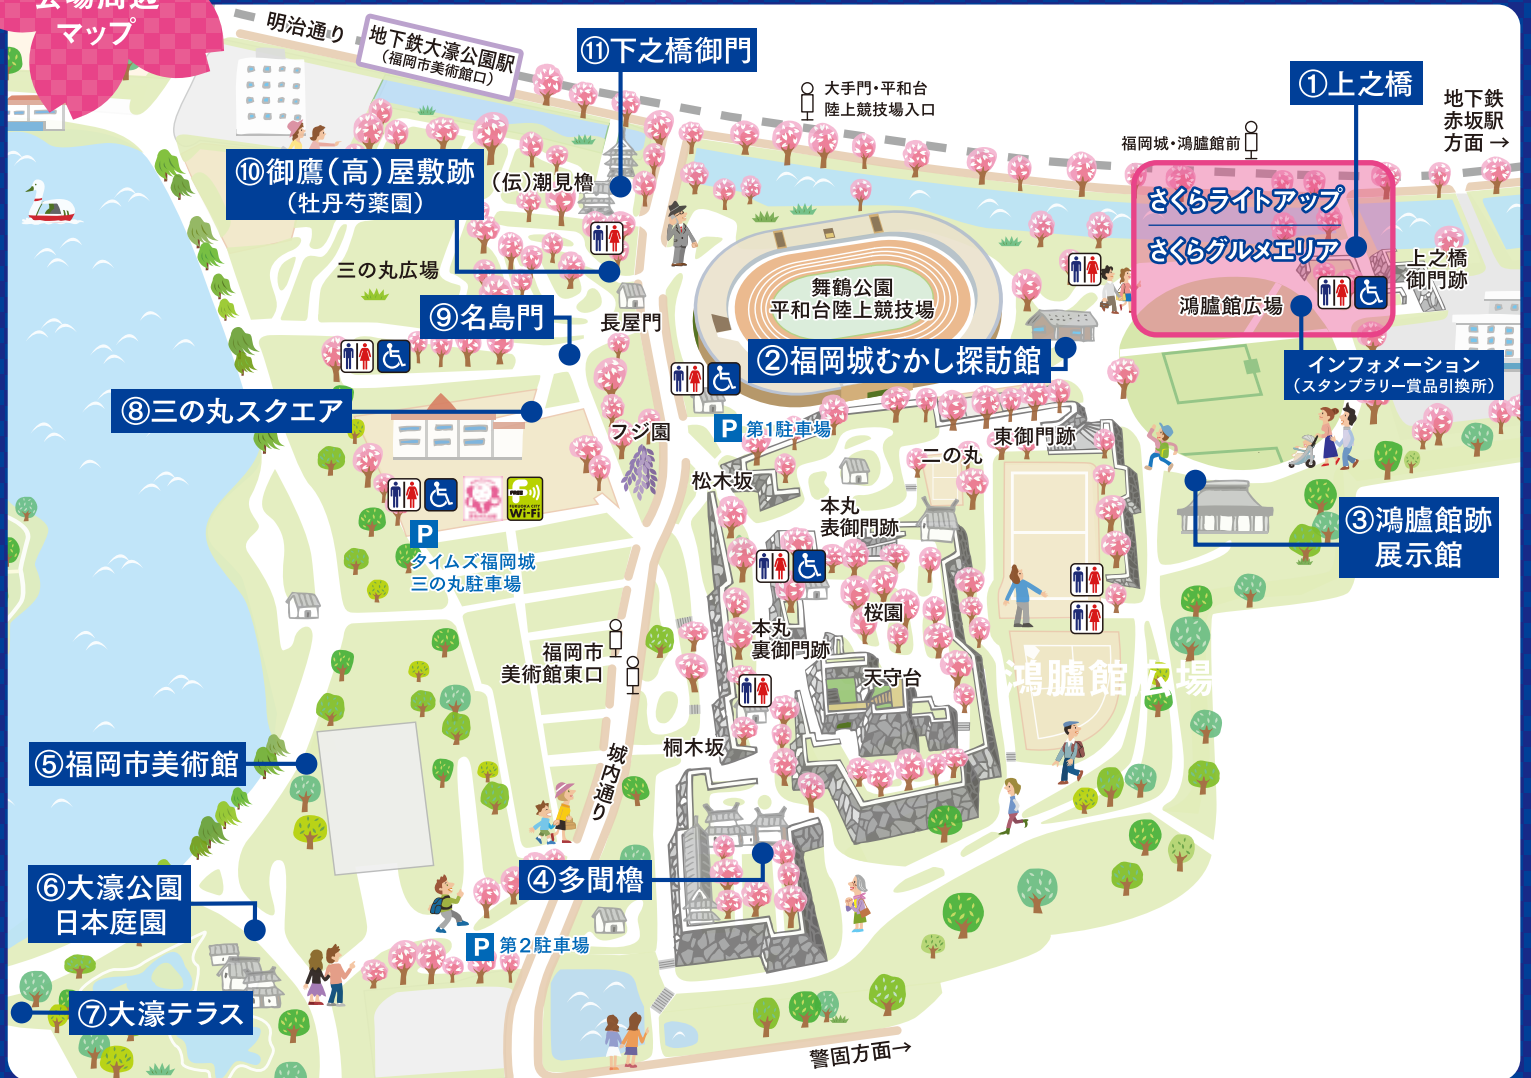 会場周辺
マップ
明治通り
地下鉄大濠公園駅
(福岡市美術館口)
⑪下之橋御門
大手門・平和台
陸上競技場入口
①上之橋
地下鉄
赤坂駅
方面→
福岡城・鴻臚館前
さくらライトアップ
さくらグルメエリア
上之橋
御門跡
鴻臚館広場
インフォメーション
(スタンプラリー賞品引換所)
⑩御鷹(高)屋敷跡
(牡丹芍薬園)
(伝)潮見櫓
三の丸広場
⑨名島門
長屋門
舞鶴公園
平和台陸上競技場
②福岡城むかし探訪館
⑧三の丸スクエア
フジ園
P 第1駐車場
東御門跡
二の丸
松木坂
本丸
表御門跡
③鴻臚館跡
展示館
FREE
FUKUOKA CITY
Wi-Fi
P
タイムズ福岡城
三の丸駐車場
桜園
本丸
裏御門跡
福岡市
美術館東口
天守台
鴻臚館広場
桐木坂
城内通り
⑤福岡市美術館
④多聞櫓
⑥大濠公園
日本庭園
P 第2駐車場
⑦大濠テラス
警固方面→